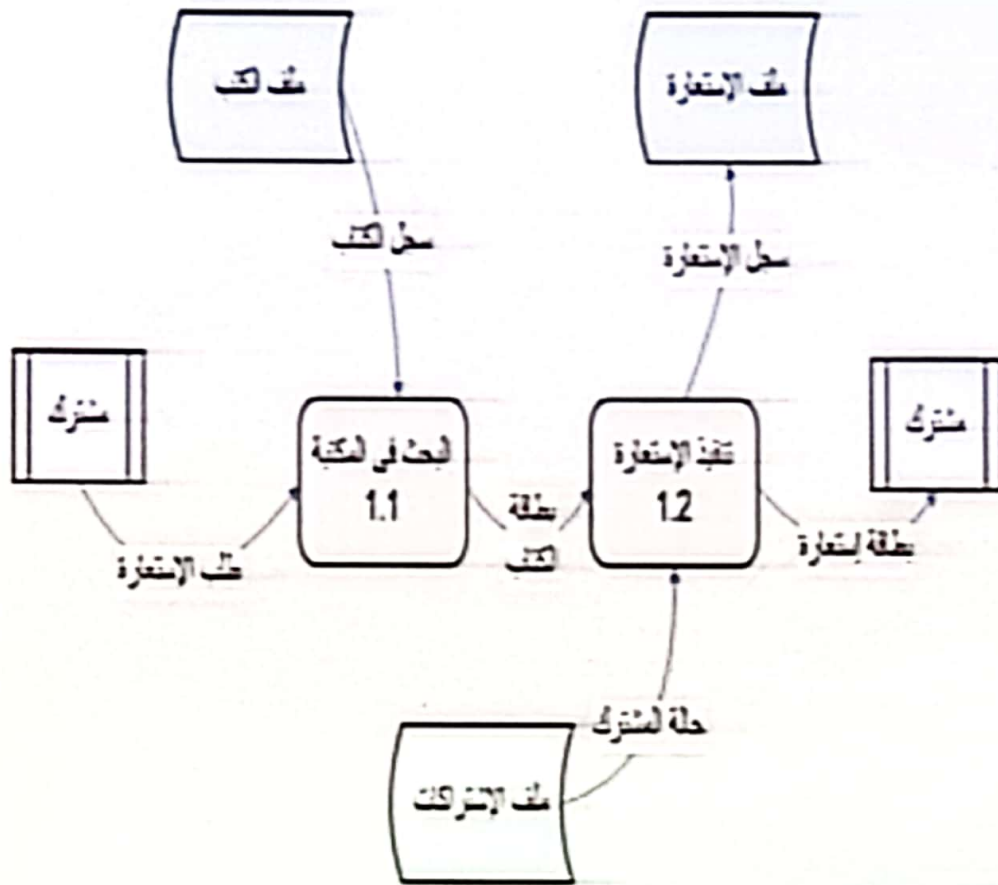 ملف الكتب
ملف الإستعارة
سجل الكتب
سجل الإستعارة
مشترك
البحث في المكتبة
1.1
تنفيذ الإستعارة
1.2
مشترك
طلب الإستعارة
بطاقة
الكتب
بطاقة إستعارة
حالة المشترك
ملف الإشتراكات